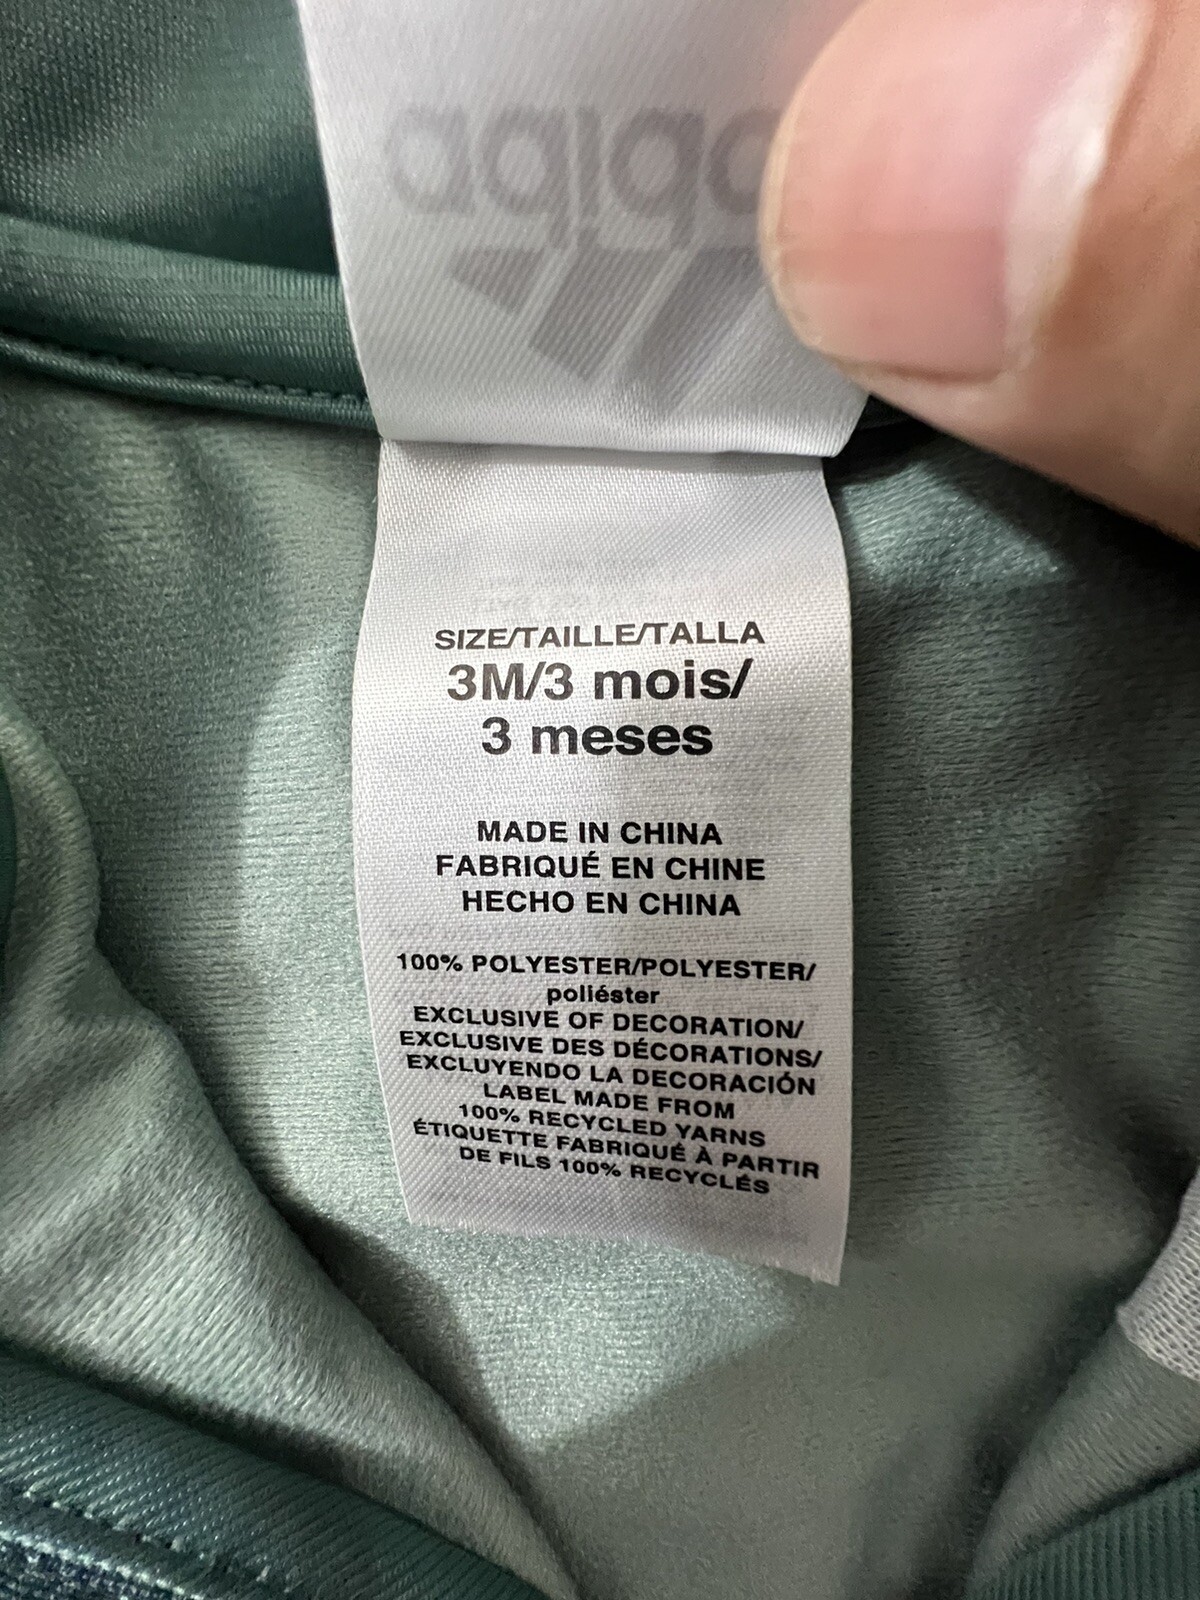 adidas
SIZE/TAILLE/TALLA
3M/3 mois/
3 meses
MADE IN CHINA
FABRIQUÉ EN CHINE
HECHO EN CHINA
100% POLYESTER/POLYESTER/
poliéster
EXCLUSIVE OF DECORATION/
EXCLUSIVE DES DÉCORATIONS/
EXCLUYENDO LA DECORACIÓN
LABEL MADE FROM
100% RECYCLED YARNS
ÉTIQUETTE FABRIQUÉ À PARTIR
DE FILS 100% RECYCLÉS